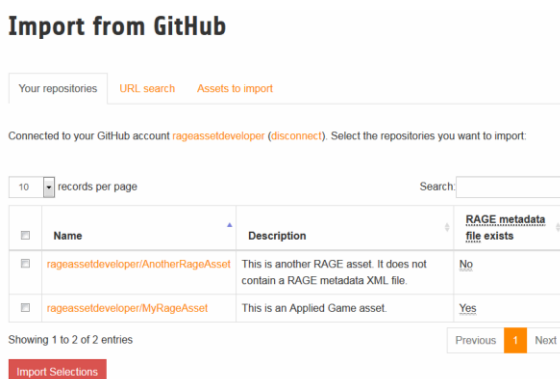 Import from GitHub
Your repositories URL search Assets to import
Connected to your GitHub account rageassetdeveloper (disconnect). Select the repositories you want to import:
10 records per page Search:
Name Description RAGE metadata
file exists
rageassetdeveloper/AnotherRageAsset This is another RAGE asset. It does not No
contain a RAGE metadata XML file.
rageassetdeveloper/MyRageAsset This is an Applied Game asset. Yes
Showing 1 to 2 of 2 entries Previous 1 Next
Import Selections